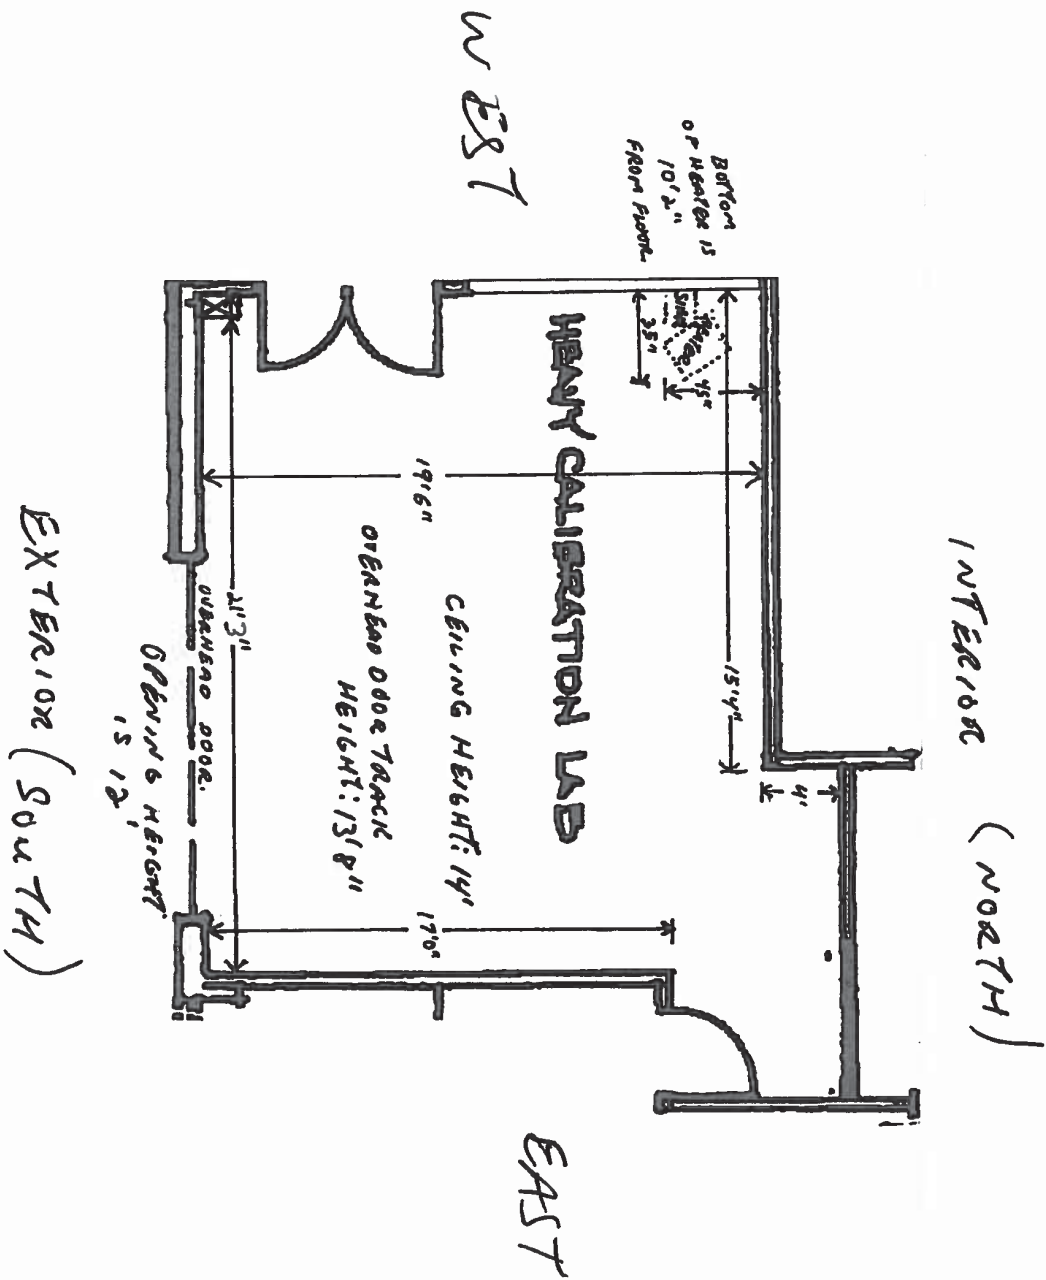 INTERIOR (NORTH)
WEST
BOTTOM
OF HEATER IS
10'2"
FROM FLOOR.
SINK
HEATER
35"
45"
15'4"
4'
HEAVY CALIBRATION LAB
19'6"
CEILING HEIGHT: 14'
OVERHEAD DOOR TRACK
HEIGHT: 13'8"
17'0"
21'3"
OVERHEAD DOOR.
OPENING HEIGHT
IS 12'
EAST
EXTERIOR (SOUTH)